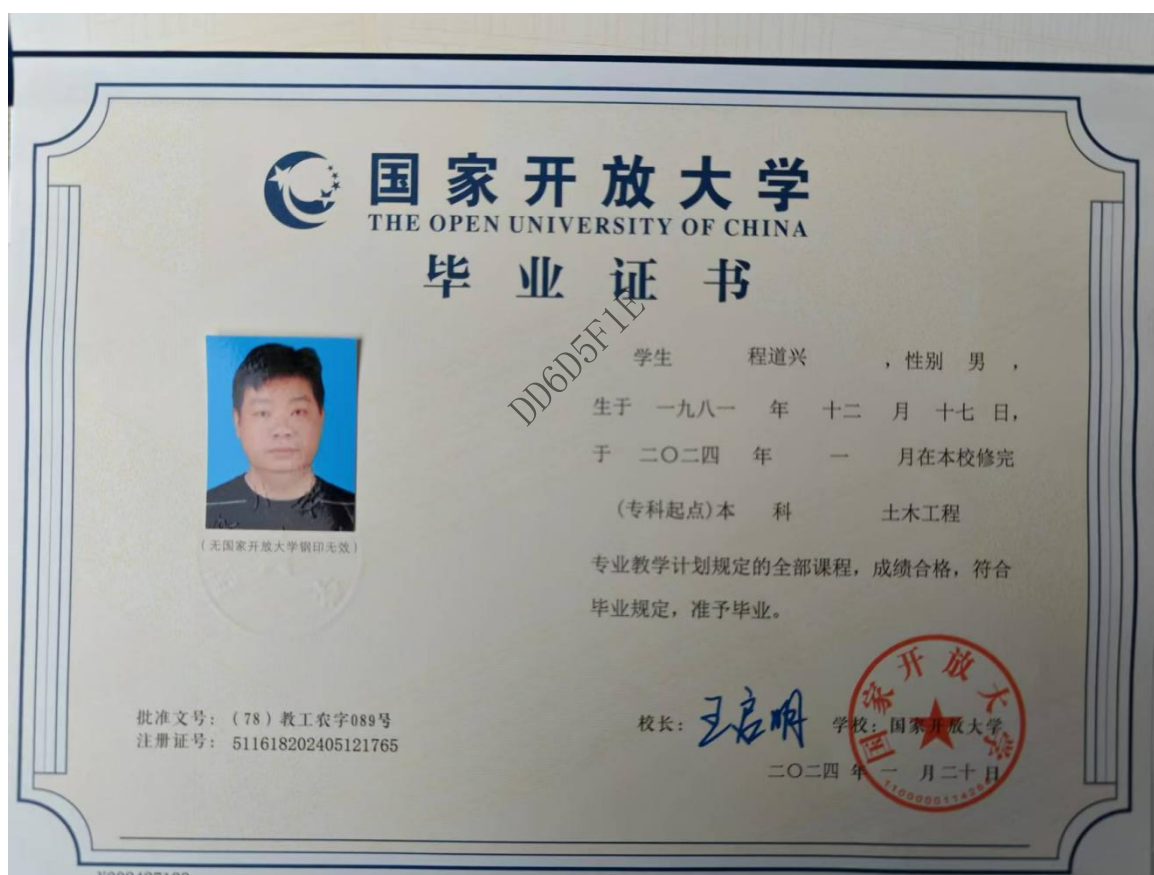 国家开放大学
THE OPEN UNIVERSITY OF CHINA
毕业证书
DD6D5F1E
学生 程道兴 ，性别 男 ，
生于 一九八一 年 十二 月 十七 日，
于 二〇二四 年 一 月在本校修完
(专科起点)本 科 土木工程
专业教学计划规定的全部课程，成绩合格，符合
毕业规定，准予毕业。
（无国家开放大学钢印无效）
批准文号：（78）教工农字089号
注册证号：511618202405121765
校长：王启明 学校：国家开放大学
二〇二四 年 一 月二十日
国家开放大学